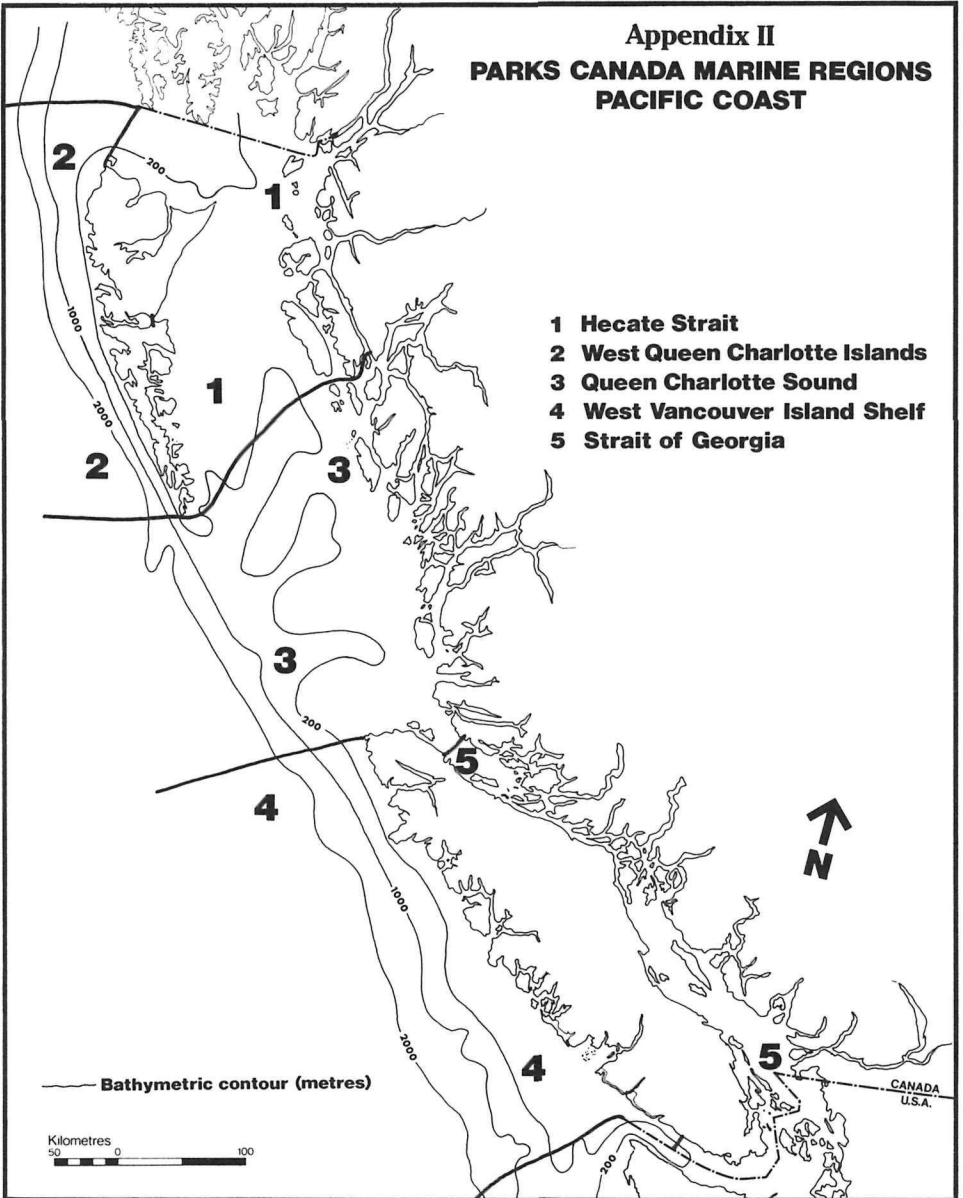 Appendix II
PARKS CANADA MARINE REGIONS
PACIFIC COAST
2
200
1
1000
1 Hecate Strait
2 West Queen Charlotte Islands
3 Queen Charlotte Sound
4 West Vancouver Island Shelf
5 Strait of Georgia
1
2000
2
3
3
200
5
4
N
1000
2000
5
4
CANADA
U.S.A.
Bathymetric contour (metres)
Kilometres
50 0 100
200